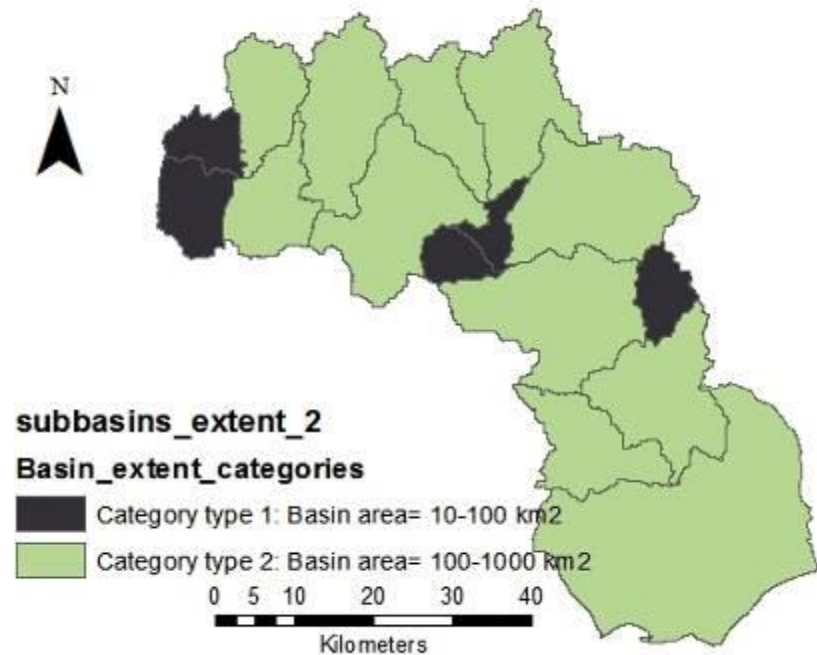 N
subbasins_extent_2
Basin_extent_categories
Category type 1: Basin area= 10-100 km2
Category type 2: Basin area= 100-1000 km2
0 5 10 20 30 40
Kilometers